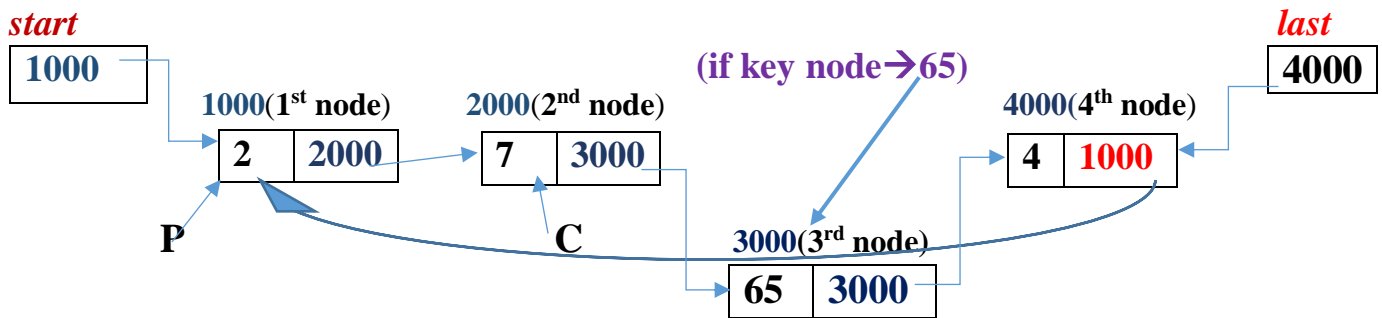 start
last
1000
(if key node→65)
4000
1000(1st node)
2000(2nd node)
4000(4th node)
2 2000
7 3000
4 1000
P
C
3000(3rd node)
65 3000